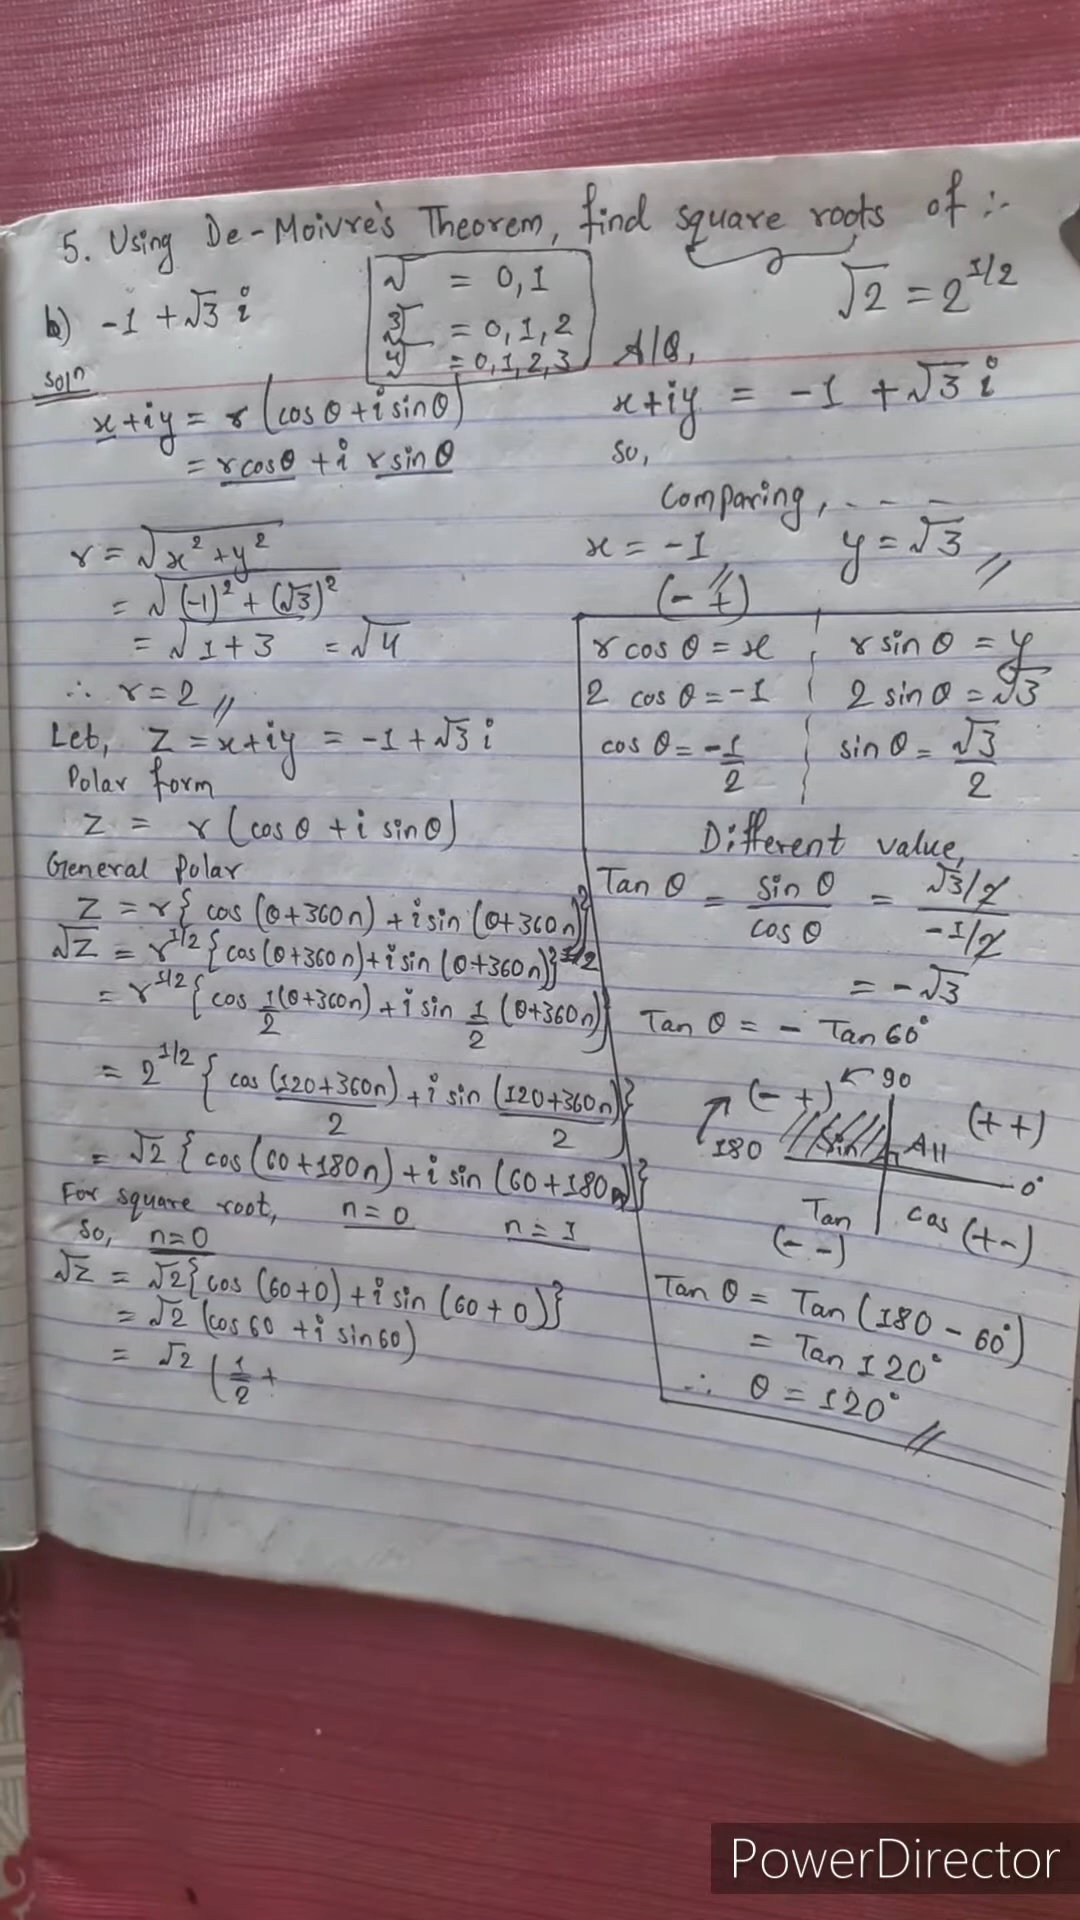 5. Using De-Moivre's Theorem, find square roots of :-
√2 = 2^1/2
b) -1 + √3 i
√ = 0, 1
∛ = 0, 1, 2
∜ = 0, 1, 2, 3
Solⁿ
x+iy = r (cos θ + i sin θ)
= r cos θ + i r sin θ
r = √x² + y²
= √(-1)² + (√3)²
= √1+3 = √4
∴ r = 2 //
Let, Z = x+iy = -1 + √3 i
Polar form
Z = r (cos θ + i sin θ)
General Polar
Z = r { cos (θ+360n) + i sin (θ+360n)}
√Z = r^1/2 { cos (θ+360n) + i sin (θ+360n)}^1/2
= r^1/2 { cos 1/2 (θ+360n) + i sin 1/2 (θ+360n)}
= 2^1/2 { cos (120+360n)/2 + i sin (120+360n)/2 }
= √2 { cos (60+180n) + i sin (60+180n)}
For square root, n=0 n=1
So, n=0
√Z = √2 { cos (60+0) + i sin (60+0)}
= √2 (cos 60 + i sin 60)
= √2 ( 1/2 +
A/Q,
x+iy = -1 + √3 i
so,
Comparing, - - -
x = -1 // y = √3 //
(- +)
r cos θ = x r sin θ = y
2 cos θ = -1 2 sin θ = √3
cos θ = -1/2 sin θ = √3/2
Different value,
Tan θ = sin θ / cos θ = √3/2 / -1/2
= -√3
Tan θ = - Tan 60°
(- +) 90
180 Sin All (+ +)
0°
Tan cos (+ -)
(- -)
Tan θ = Tan (180 - 60°)
= Tan 120°
∴ θ = 120° //
PowerDirector